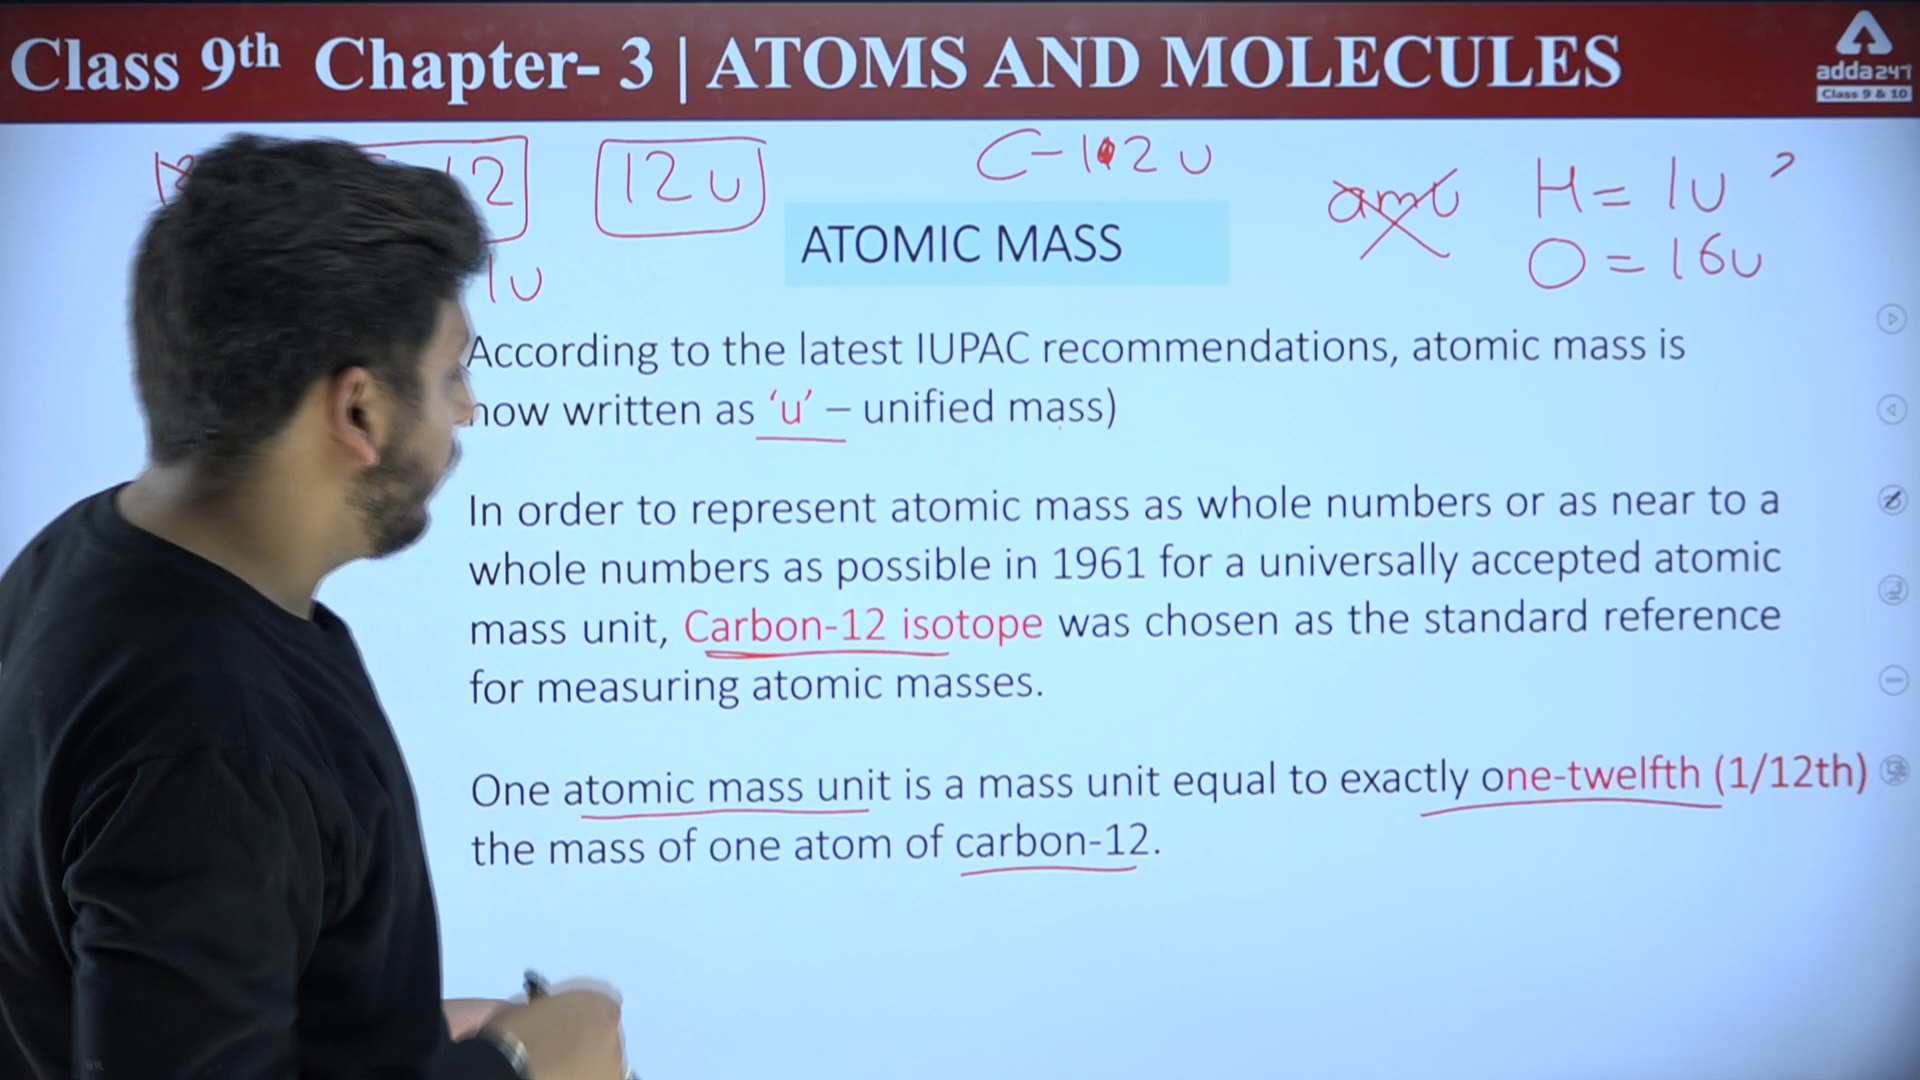 Class 9th Chapter- 3 | ATOMS AND MOLECULES
adda247
Class 9 & 10
12
12 u
C-12 u
amu
H = 1u
O = 16u
1u
ATOMIC MASS
According to the latest IUPAC recommendations, atomic mass is
now written as ‘u’ – unified mass)
In order to represent atomic mass as whole numbers or as near to a
whole numbers as possible in 1961 for a universally accepted atomic
mass unit, Carbon-12 isotope was chosen as the standard reference
for measuring atomic masses.
One atomic mass unit is a mass unit equal to exactly one-twelfth (1/12th)
the mass of one atom of carbon-12.